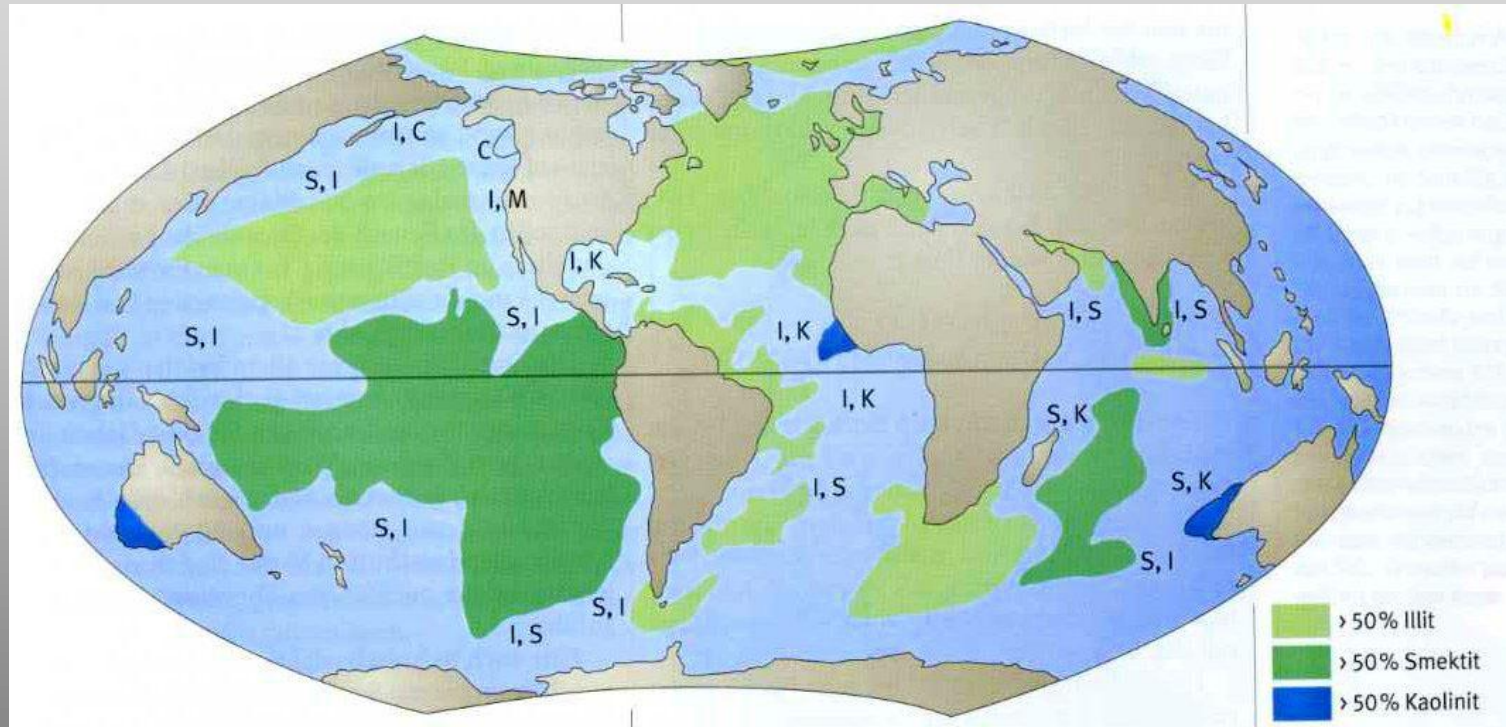 I, C
C
S, I
I, M
I, K
S, I
S, I
I, K
I, S
I, S
I, K
S, K
S, K
I, S
S, I
S, I
S, I
I, S
> 50% Illit
> 50% Smektit
> 50% Kaolinit